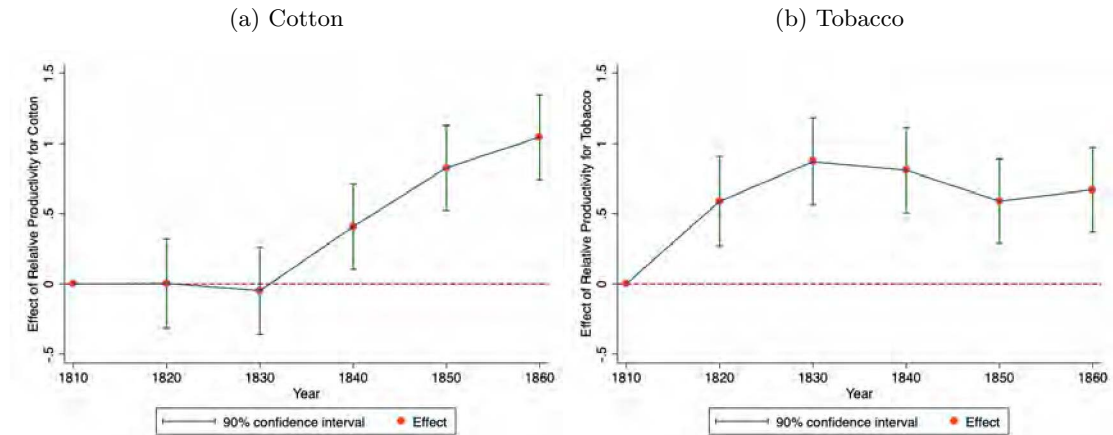 (a) Cotton
Effect of Relative Productivity for Cotton
1.5
1
.5
0
-.5
1810 1820 1830 1840 1850 1860
Year
90% confidence interval Effect
(b) Tobacco
Effect of Relative Productivity for Tobacco
1.5
1
.5
0
-.5
1810 1820 1830 1840 1850 1860
Year
90% confidence interval Effect